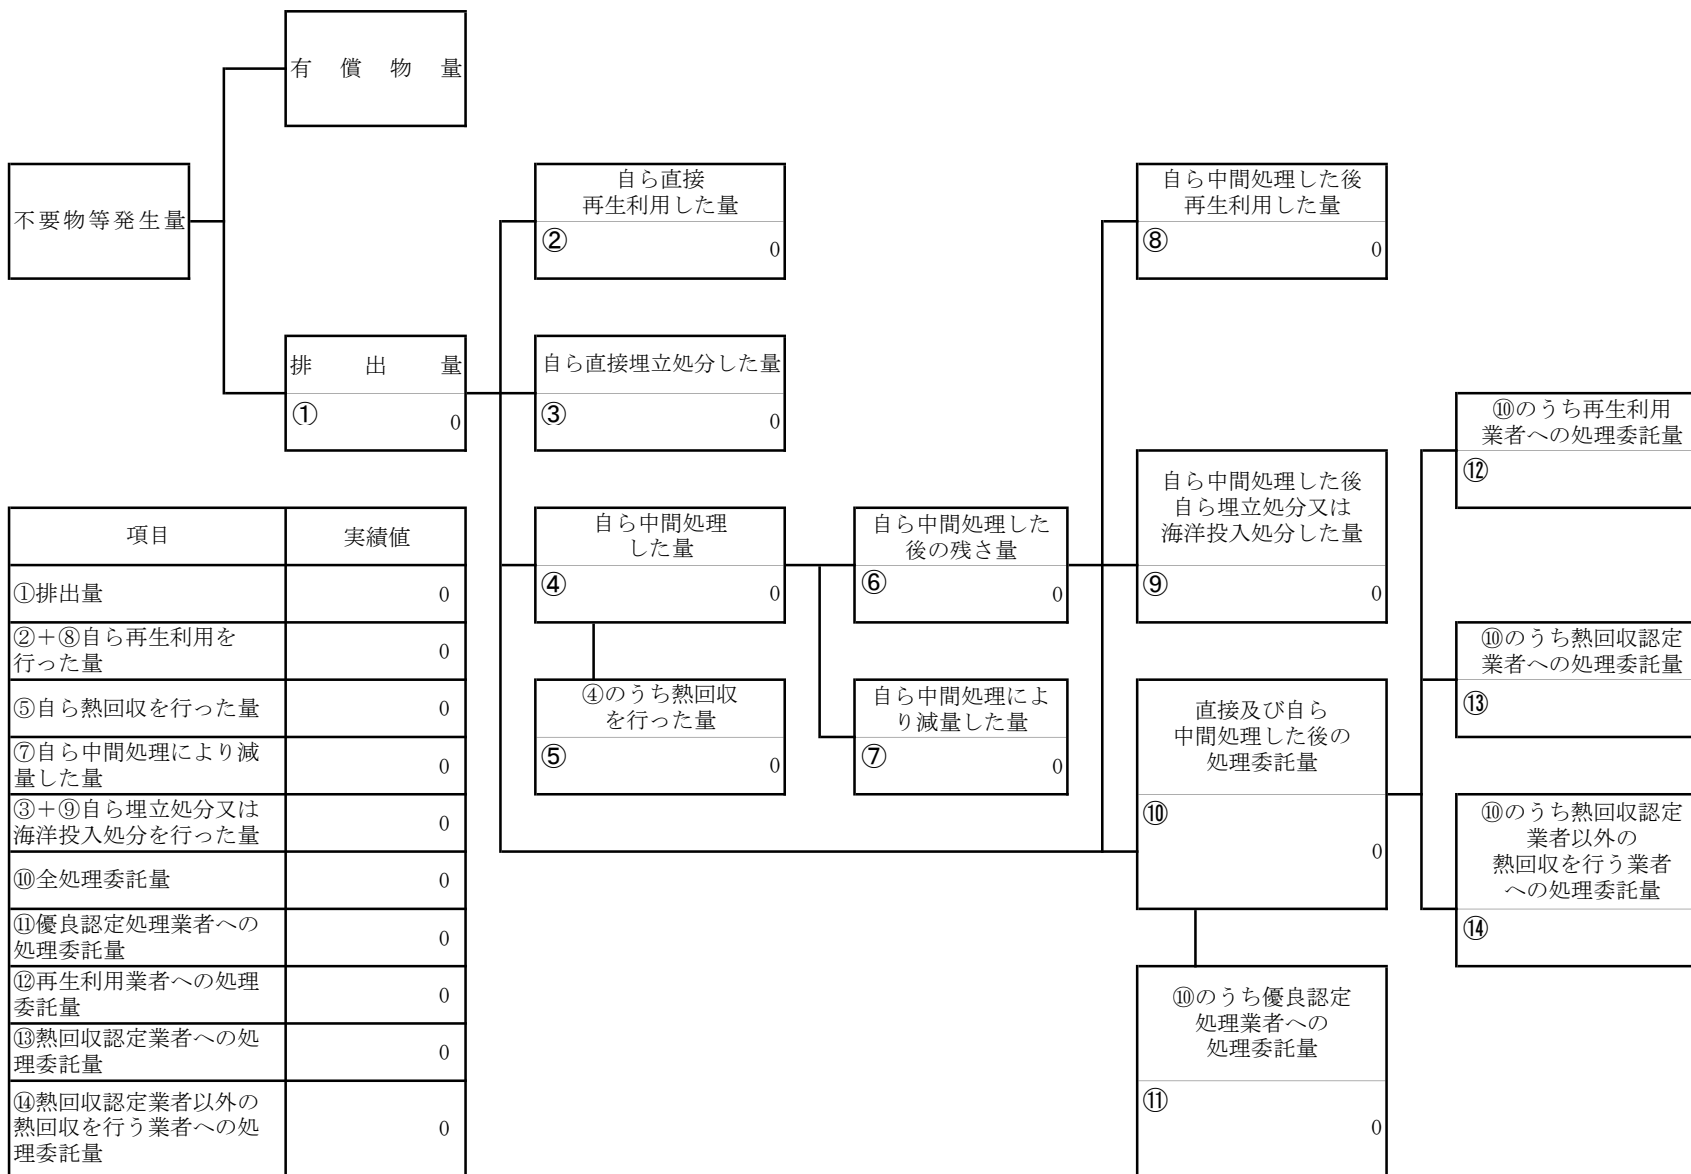 有償物量
不要物等発生量
排出量
①
0
自ら直接
再生利用した量
②
0
自ら直接埋立処分した量
③
0
自ら中間処理
した量
④
0
④のうち熱回収
を行った量
⑤
0
自ら中間処理した
後の残さ量
⑥
0
自ら中間処理によ
り減量した量
⑦
0
自ら中間処理した後
再生利用した量
⑧
0
自ら中間処理した後
自ら埋立処分又は
海洋投入処分した量
⑨
0
直接及び自ら
中間処理した後の
処理委託量
⑩
0
⑩のうち優良認定
処理業者への
処理委託量
⑪
0
⑩のうち再生利用
業者への処理委託量
⑫
⑩のうち熱回収認定
業者への処理委託量
⑬
⑩のうち熱回収認定
業者以外の
熱回収を行う業者
への処理委託量
⑭
項目 実績値
①排出量 0
②＋⑧自ら再生利用を
行った量 0
⑤自ら熱回収を行った量 0
⑦自ら中間処理により減
量した量 0
③＋⑨自ら埋立処分又は
海洋投入処分を行った量 0
⑩全処理委託量 0
⑪優良認定処理業者への
処理委託量 0
⑫再生利用業者への処理
委託量 0
⑬熱回収認定業者への処
理委託量 0
⑭熱回収認定業者以外の
熱回収を行う業者への処
理委託量 0